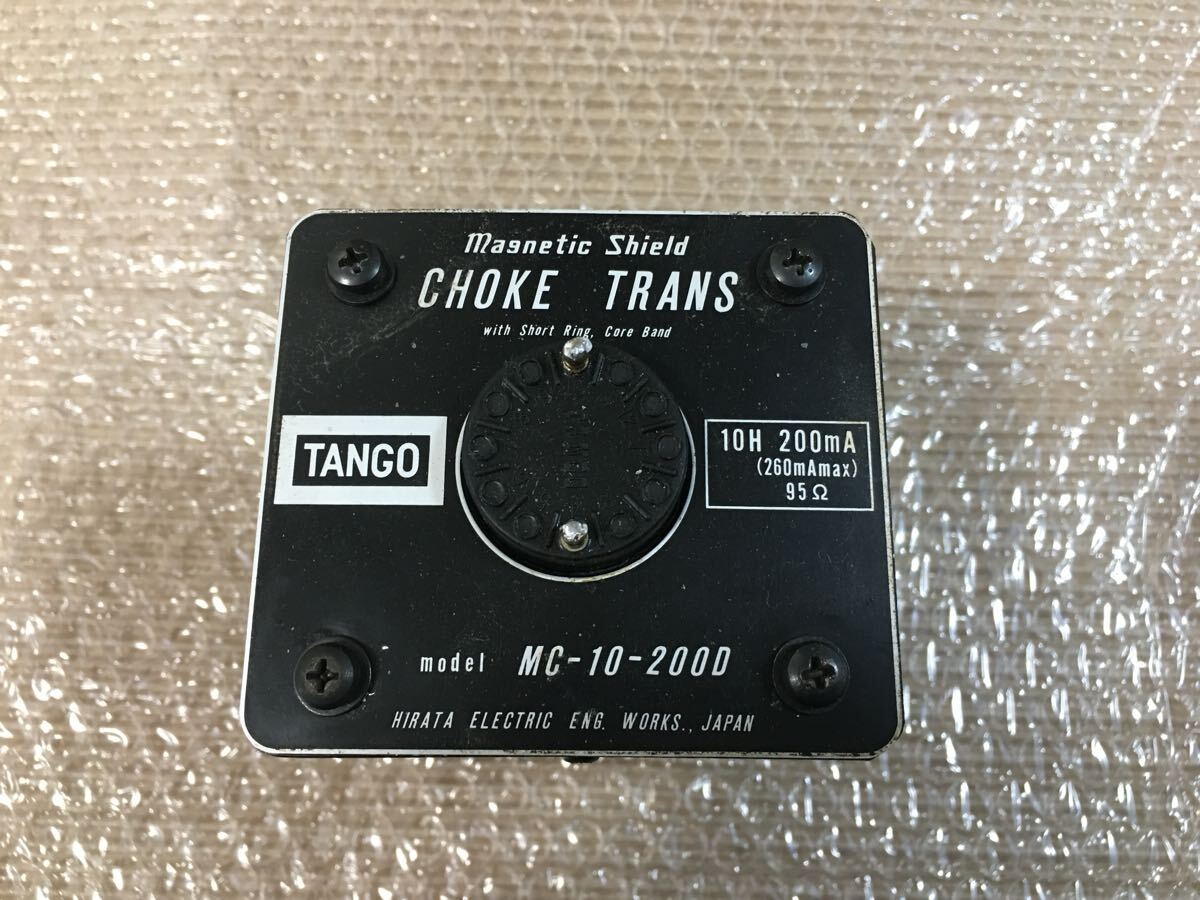 Magnetic Shield
CHOKE TRANS
with Short Ring, Core Band
TANGO
10H 200mA
(260mAmax)
95Ω
model MC-10-200D
HIRATA ELECTRIC ENG. WORKS., JAPAN